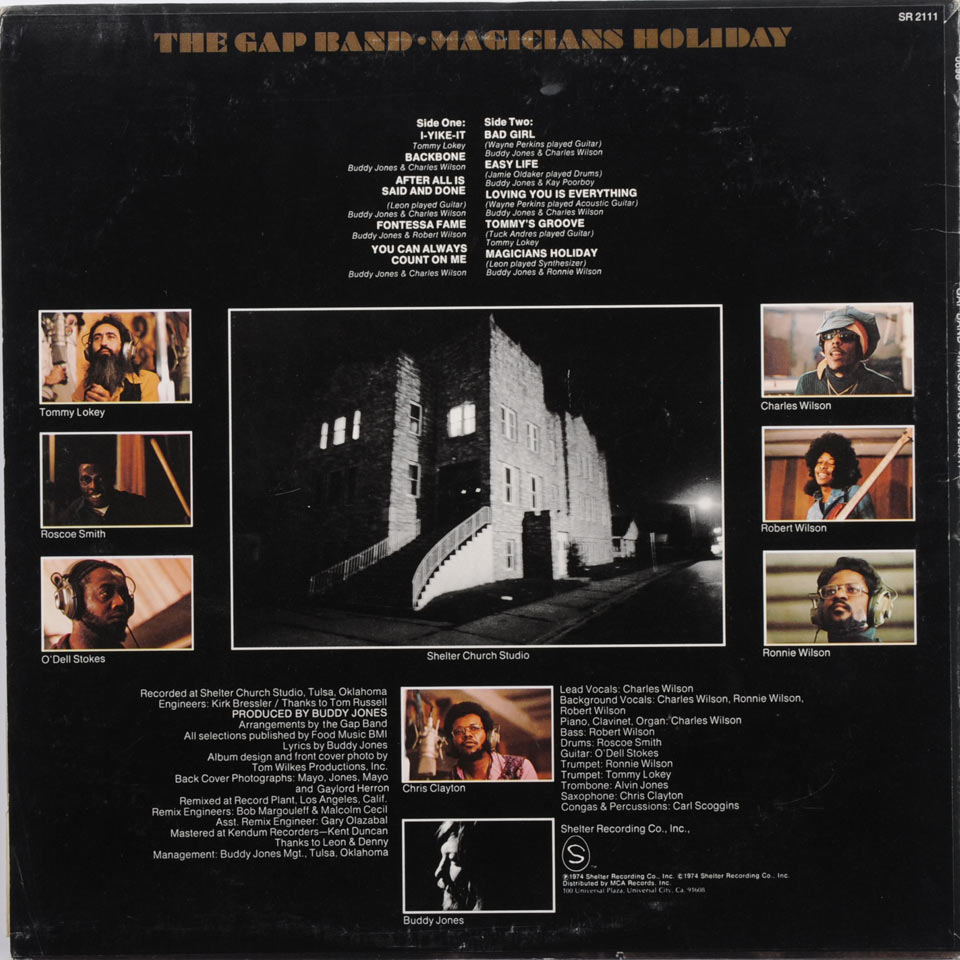 SR 2111
THE GAP BAND • MAGICIANS HOLIDAY
Side One:
I-YIKE-IT
Tommy Lokey
BACKBONE
Buddy Jones & Charles Wilson
AFTER ALL IS
SAID AND DONE
(Leon played Guitar)
Buddy Jones & Charles Wilson
FONTESSA FAME
Buddy Jones & Robert Wilson
YOU CAN ALWAYS
COUNT ON ME
Buddy Jones & Charles Wilson
Side Two:
BAD GIRL
(Wayne Perkins played Guitar)
Buddy Jones & Charles Wilson
EASY LIFE
(Jamie Oldaker played Drums)
Buddy Jones & Kay Poorboy
LOVING YOU IS EVERYTHING
(Wayne Perkins played Acoustic Guitar)
Buddy Jones & Charles Wilson
TOMMY'S GROOVE
(Tuck Andres played Guitar)
Tommy Lokey
MAGICIANS HOLIDAY
(Leon played Synthesizer)
Buddy Jones & Ronnie Wilson
Tommy Lokey
Roscoe Smith
O'Dell Stokes
Shelter Church Studio
Charles Wilson
Robert Wilson
Ronnie Wilson
Recorded at Shelter Church Studio, Tulsa, Oklahoma
Engineers: Kirk Bressler / Thanks to Tom Russell
PRODUCED BY BUDDY JONES
Arrangements by the Gap Band
All selections published by Food Music BMI
Lyrics by Buddy Jones
Album design and front cover photo by
Tom Wilkes Productions, Inc.
Back Cover Photographs: Mayo, Jones, Mayo
and Gaylord Herron
Remixed at Record Plant, Los Angeles, Calif.
Remix Engineers: Bob Margouleff & Malcolm Cecil
Asst. Remix Engineer: Gary Olazabal
Mastered at Kendum Recorders—Kent Duncan
Thanks to Leon & Denny
Management: Buddy Jones Mgt., Tulsa, Oklahoma
Chris Clayton
Buddy Jones
Lead Vocals: Charles Wilson
Background Vocals: Charles Wilson, Ronnie Wilson,
Robert Wilson
Piano, Clavinet, Organ: Charles Wilson
Bass: Robert Wilson
Drums: Roscoe Smith
Guitar: O'Dell Stokes
Trumpet: Ronnie Wilson
Trumpet: Tommy Lokey
Trombone: Alvin Jones
Saxophone: Chris Clayton
Congas & Percussions: Carl Scoggins
Shelter Recording Co., Inc.,
S
℗1974 Shelter Recording Co., Inc. ©1974 Shelter Recording Co., Inc.
Distributed by MCA Records, Inc.
100 Universal Plaza, Universal City, Ca. 91608